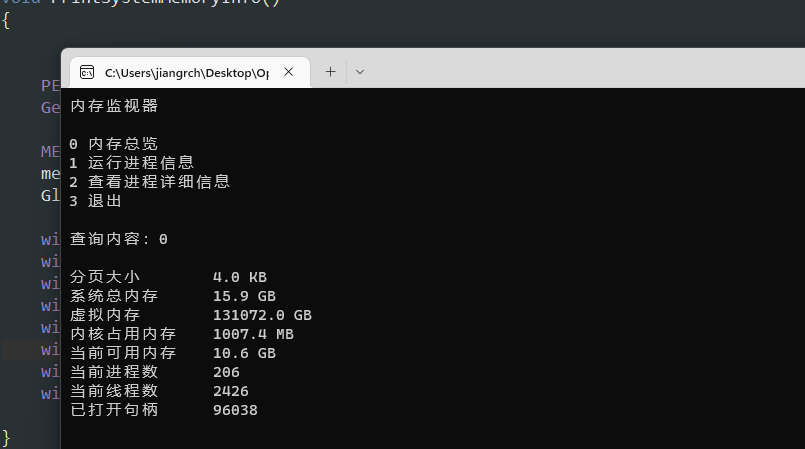 {
C:\Users\jiangrch\Desktop\Op
PE
Ge
ME
me
Gl
wi
wi
wi
wi
wi
wi
wi
wi
}
内存监视器
0 内存总览
1 运行进程信息
2 查看进程详细信息
3 退出
查询内容: 0
分页大小 4.0 KB
系统总内存 15.9 GB
虚拟内存 131072.0 GB
内核占用内存 1007.4 MB
当前可用内存 10.6 GB
当前进程数 206
当前线程数 2426
已打开句柄 96038